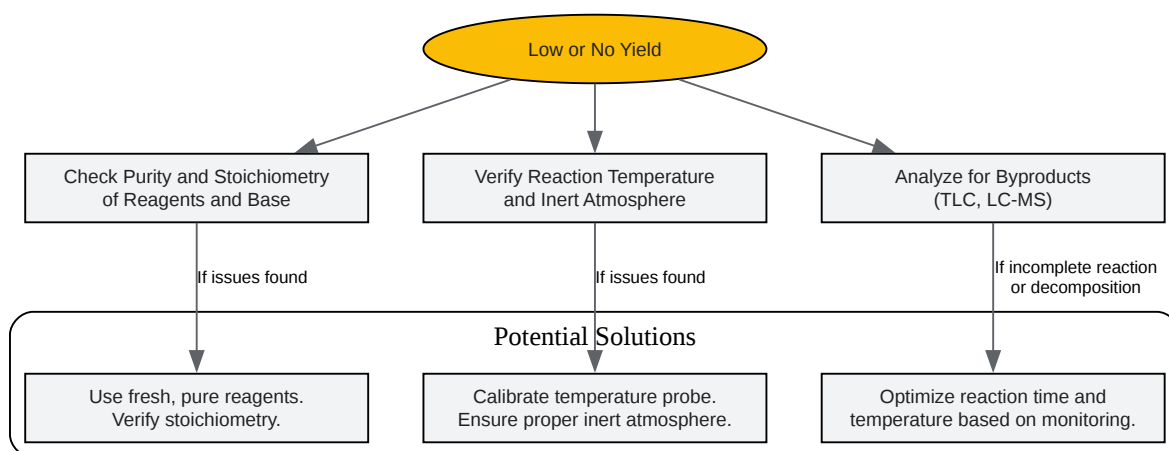 Low or No Yield
Check Purity and Stoichiometry
of Reagents and Base
Verify Reaction Temperature
and Inert Atmosphere
Analyze for Byproducts
(TLC, LC-MS)
If issues found
If issues found
If incomplete reaction
or decomposition
Potential Solutions
Use fresh, pure reagents.
Verify stoichiometry.
Calibrate temperature probe.
Ensure proper inert atmosphere.
Optimize reaction time and
temperature based on monitoring.